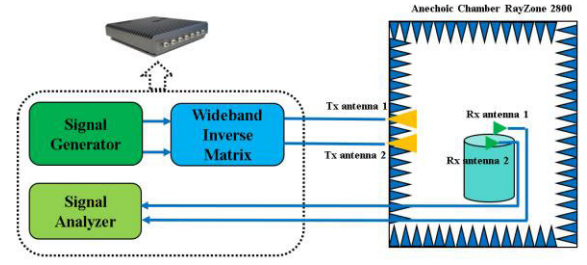 Anechoic Chamber RayZone 2800
Tx antenna 1
Rx antenna 1
Signal
Generator
Wideband
Inverse
Matrix
Tx antenna 2
Rx antenna 2
Signal
Analyzer